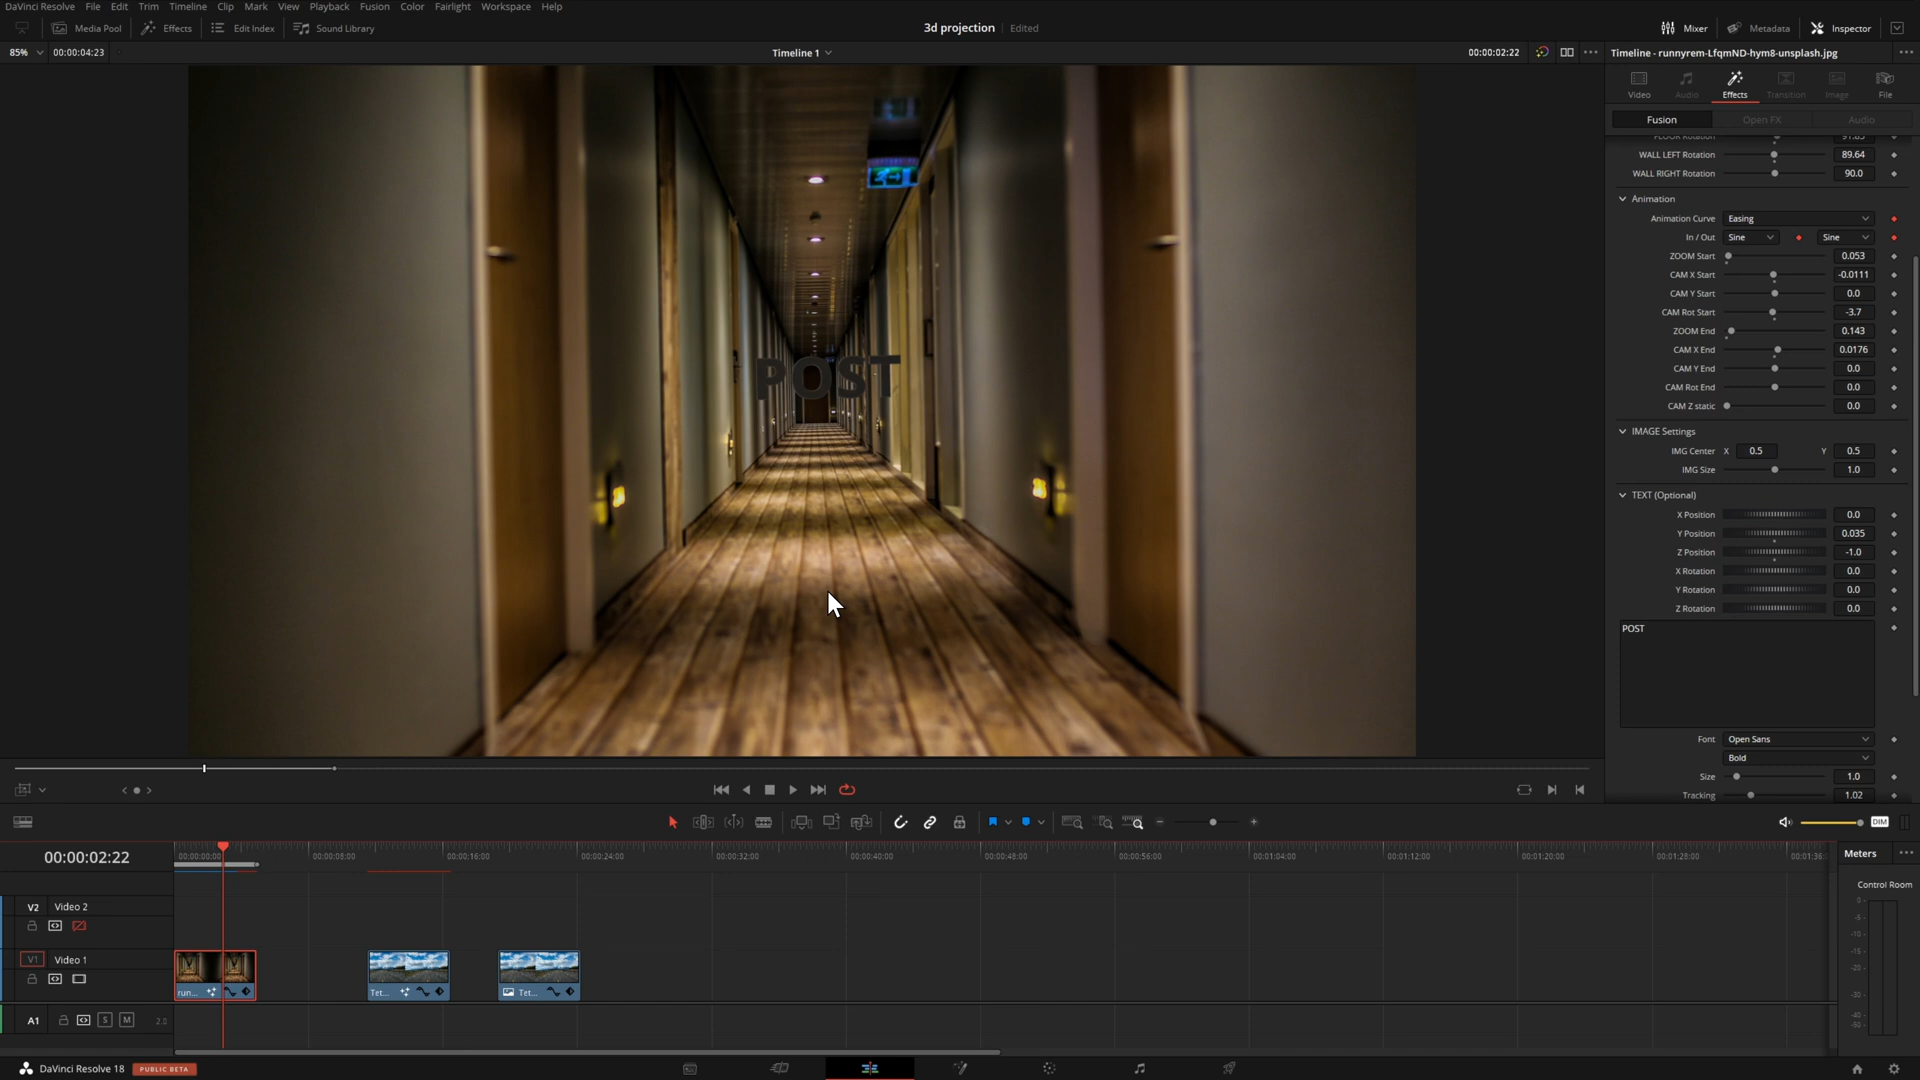 DaVinci Resolve File Edit Trim Timeline Clip Mark View Playback Fusion Color Fairlight Workspace Help
Media Pool Effects Edit Index Sound Library 3d projection Edited Mixer Metadata Inspector
85% 00:00:04:23 Timeline 1 00:00:02:22 Timeline - runnyrem-LfqmND-hym8-unsplash.jpg
Video Audio Effects Transition Image File
Fusion Open FX Audio
FLOOR Rotation 91.85
WALL LEFT Rotation 89.64
WALL RIGHT Rotation 90.0
Animation
Animation Curve Easing
In / Out Sine Sine
ZOOM Start 0.053
CAM X Start -0.0111
CAM Y Start 0.0
CAM Rot Start -3.7
ZOOM End 0.143
CAM X End 0.0176
CAM Y End 0.0
CAM Rot End 0.0
CAM Z static 0.0
IMAGE Settings
IMG Center X 0.5 Y 0.5
IMG Size 1.0
TEXT (Optional)
X Position 0.0
Y Position 0.035
Z Position -1.0
X Rotation 0.0
Y Rotation 0.0
Z Rotation 0.0
POST
Font Open Sans
Bold
Size 1.0
Tracking 1.02
POST
DIM
00:00:02:22 00:00:00:00 00:00:08:00 00:00:16:00 00:00:24:00 00:00:32:00 00:00:40:00 00:00:48:00 00:00:56:00 00:01:04:00 00:01:12:00 00:01:20:00 00:01:28:00 00:01:36:
Meters
Control Room
0
-5
-10
-15
-20
-30
-40
-50
V2 Video 2
V1 Video 1
run... Tet... Tet...
A1 S M 2.0
DaVinci Resolve 18 PUBLIC BETA